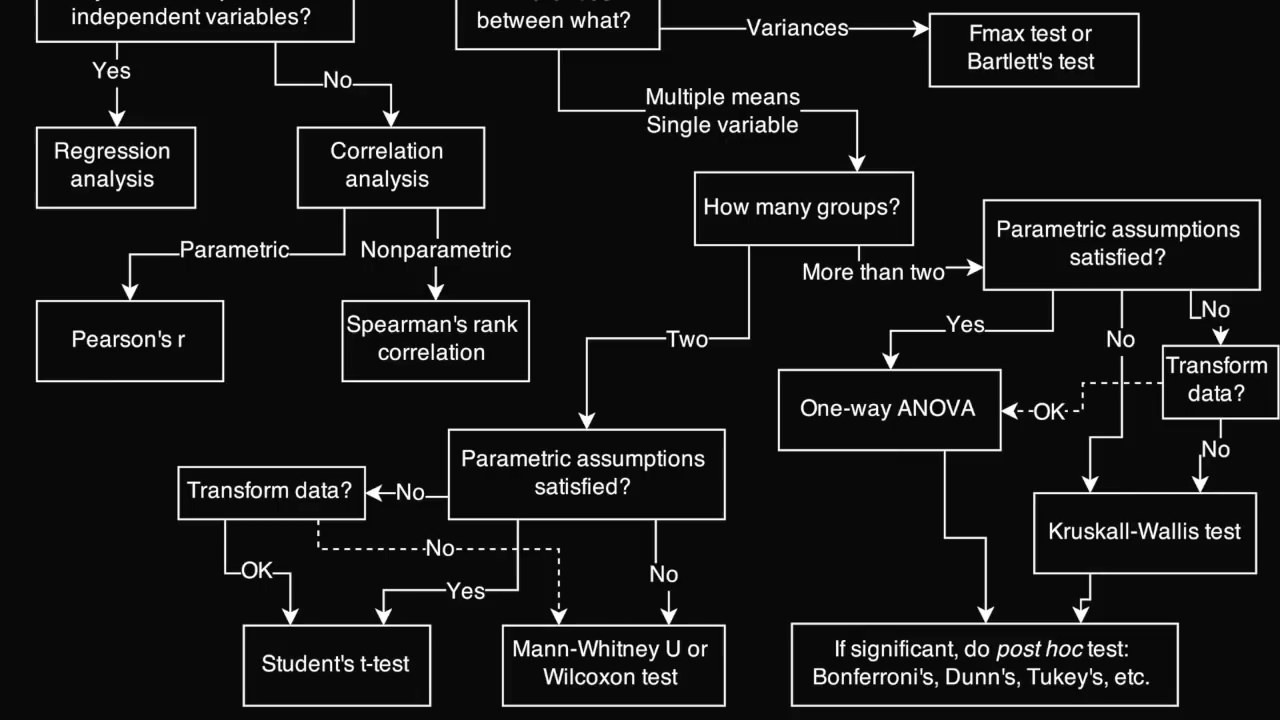 independent variables?
between what?
Variances
Fmax test or
Bartlett's test
Yes
No
Multiple means
Single variable
Regression
analysis
Correlation
analysis
How many groups?
Parametric assumptions
satisfied?
Parametric
Nonparametric
More than two
Pearson's r
Spearman's rank
correlation
Two
Yes
No
No
Transform
data?
One-way ANOVA
OK
No
Parametric assumptions
satisfied?
Transform data?
No
Kruskall-Wallis test
No
OK
Yes
No
Student's t-test
Mann-Whitney U or
Wilcoxon test
If significant, do post hoc test:
Bonferroni's, Dunn's, Tukey's, etc.